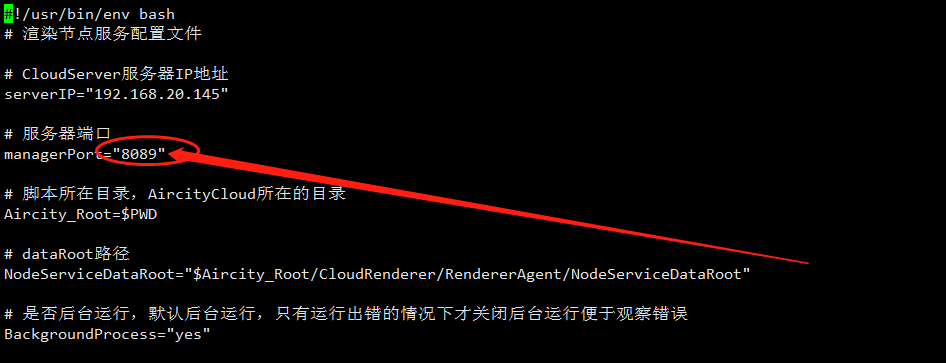 #!/usr/bin/env bash
# 渲染节点服务配置文件
# CloudServer服务器IP地址
serverIP="192.168.20.145"
# 服务器端口
managerPort="8089"
# 脚本所在目录，AircityCloud所在的目录
Aircity_Root=$PWD
# dataRoot路径
NodeServiceDataRoot="$Aircity_Root/CloudRenderer/RendererAgent/NodeServiceDataRoot"
# 是否后台运行，默认后台运行，只有运行出错的情况下才关闭后台运行便于观察错误
BackgroundProcess="yes"